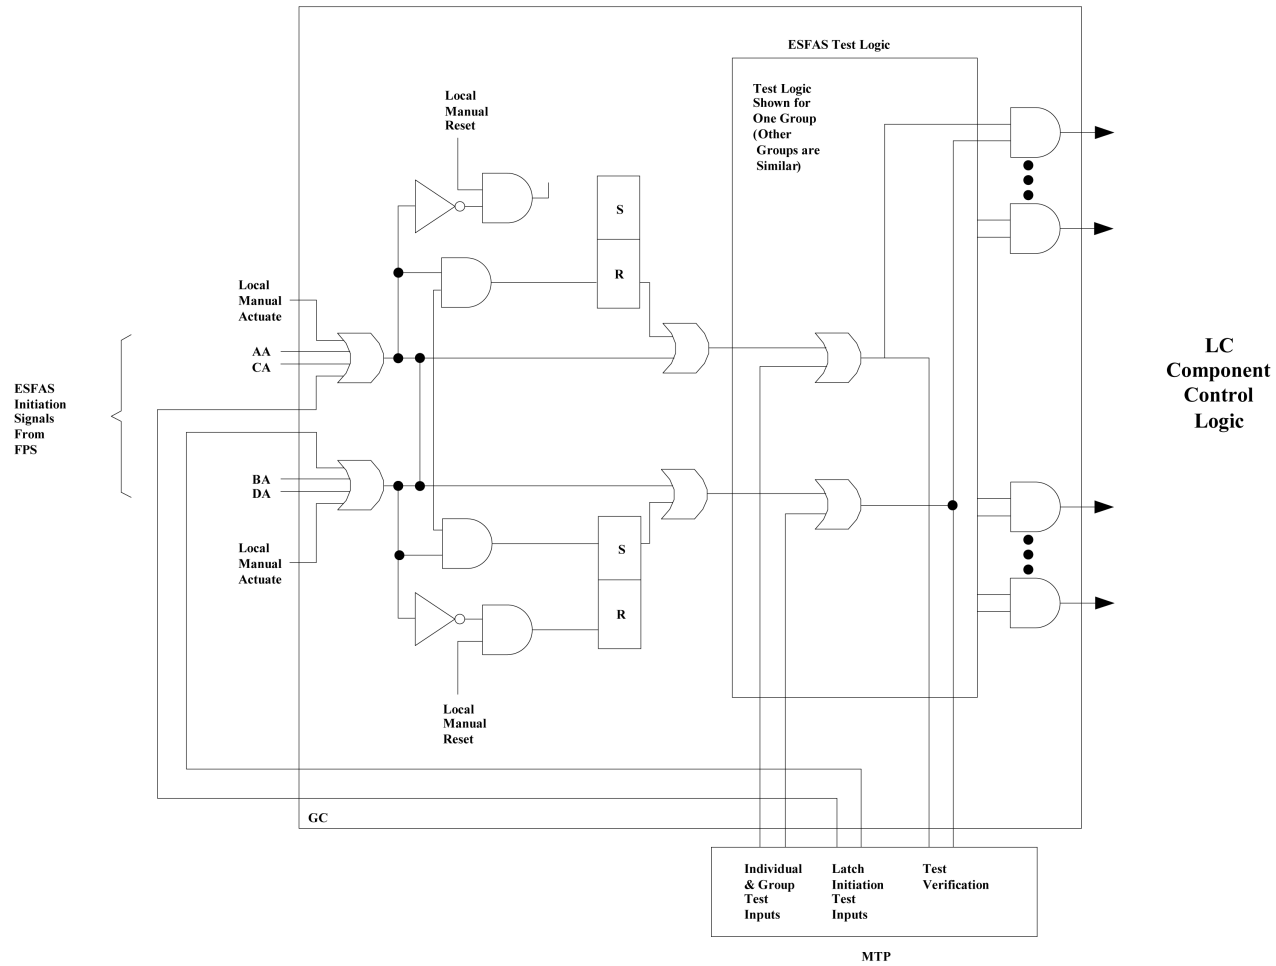 ESFAS Test Logic
Test Logic
Shown for
One Group
(Other
Groups are
Similar)
Local
Manual
Reset
S
R
Local
Manual
Actuate
AA
CA
ESFAS
Initiation
Signals
From
FPS
BA
DA
Local
Manual
Actuate
S
R
Local
Manual
Reset
LC
Component
Control
Logic
GC
Individual
& Group
Test
Inputs
Latch
Initiation
Test
Inputs
Test
Verification
MTP